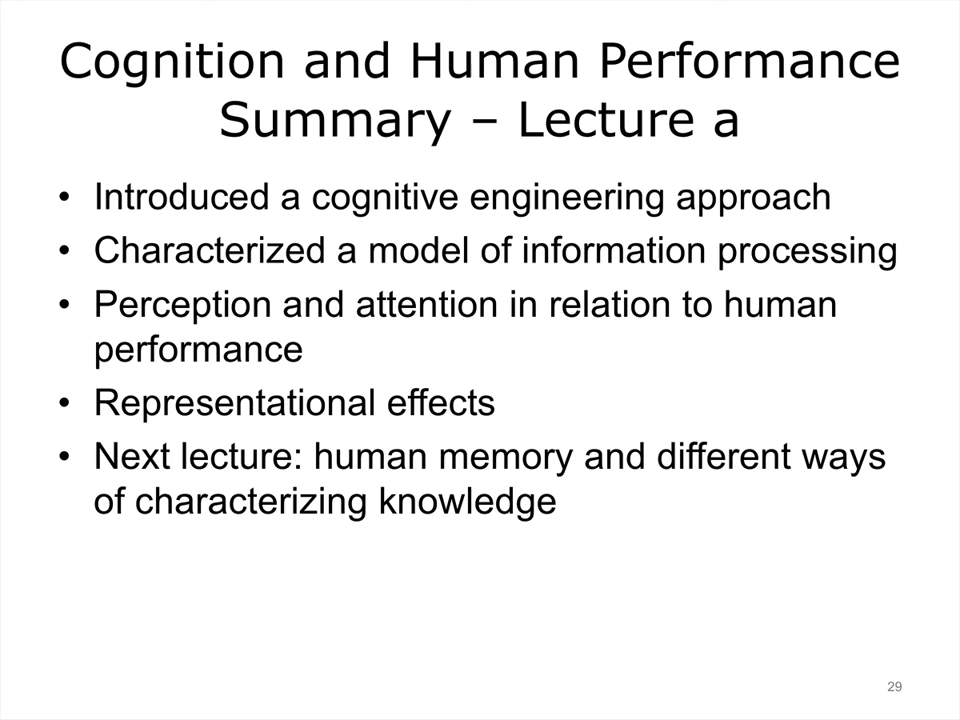 Cognition and Human Performance
Summary – Lecture a
• Introduced a cognitive engineering approach
• Characterized a model of information processing
• Perception and attention in relation to human
performance
• Representational effects
• Next lecture: human memory and different ways
of characterizing knowledge
29